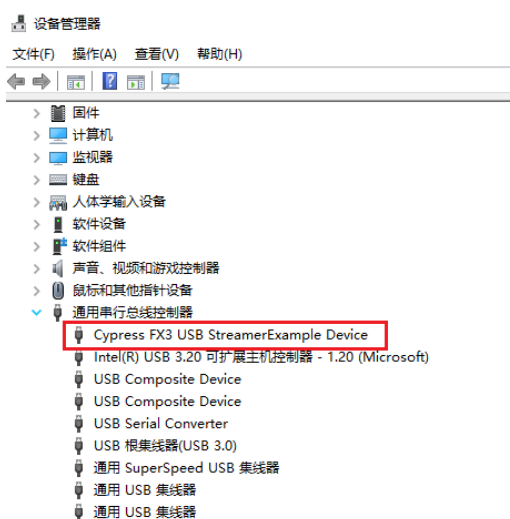 设备管理器
文件(F) 操作(A) 查看(V) 帮助(H)
固件
计算机
监视器
键盘
人体学输入设备
软件设备
软件组件
声音、视频和游戏控制器
鼠标和其他指针设备
通用串行总线控制器
Cypress FX3 USB StreamerExample Device
Intel(R) USB 3.20 可扩展主机控制器 - 1.20 (Microsoft)
USB Composite Device
USB Composite Device
USB Serial Converter
USB 根集线器(USB 3.0)
通用 SuperSpeed USB 集线器
通用 USB 集线器
通用 USB 集线器